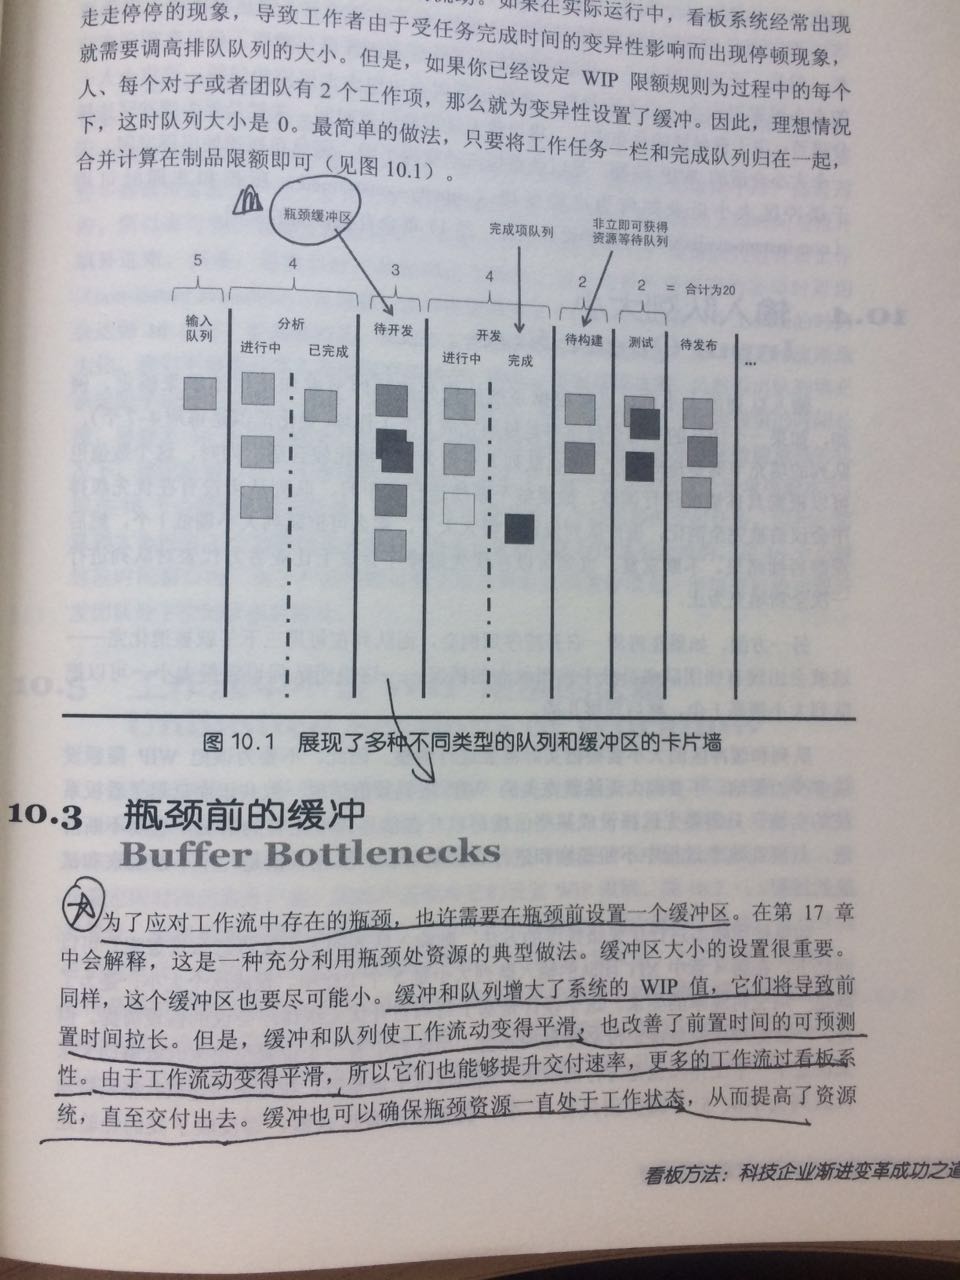 如果在实际运行中，看板系统经常出现
走走停停的现象，导致工作者由于受任务完成时间的变异性影响而出现停顿现象，
就需要调高排队队列的大小。但是，如果你已经设定 WIP 限额规则为过程中的每个
人、每个对子或者团队有 2 个工作项，那么就为变异性设置了缓冲。因此，理想情况
下，这时队列大小是 0。最简单的做法，只要将工作任务一栏和完成队列归在一起，
合并计算在制品限额即可（见图 10.1）。
瓶颈缓冲区
完成项队列
非立即可获得
资源等待队列
5 4 3 4 2 2 = 合计为20
输入
队列
分析
进行中 已完成
待开发
开发
进行中 完成
待构建
测试
待发布
...
图 10.1 展现了多种不同类型的队列和缓冲区的卡片墙
10.3 瓶颈前的缓冲
Buffer Bottlenecks
为了应对工作流中存在的瓶颈，也许需要在瓶颈前设置一个缓冲区。在第 17 章
中会解释，这是一种充分利用瓶颈处资源的典型做法。缓冲区大小的设置很重要。
同样，这个缓冲区也要尽可能小。缓冲和队列增大了系统的 WIP 值，它们将导致前
置时间拉长。但是，缓冲和队列使工作流动变得平滑，也改善了前置时间的可预测
性。由于工作流动变得平滑，所以它们也能够提升交付速率，更多的工作流过看板系
统，直至交付出去。缓冲也可以确保瓶颈资源一直处于工作状态，从而提高了资源
看板方法：科技企业渐进变革成功之道